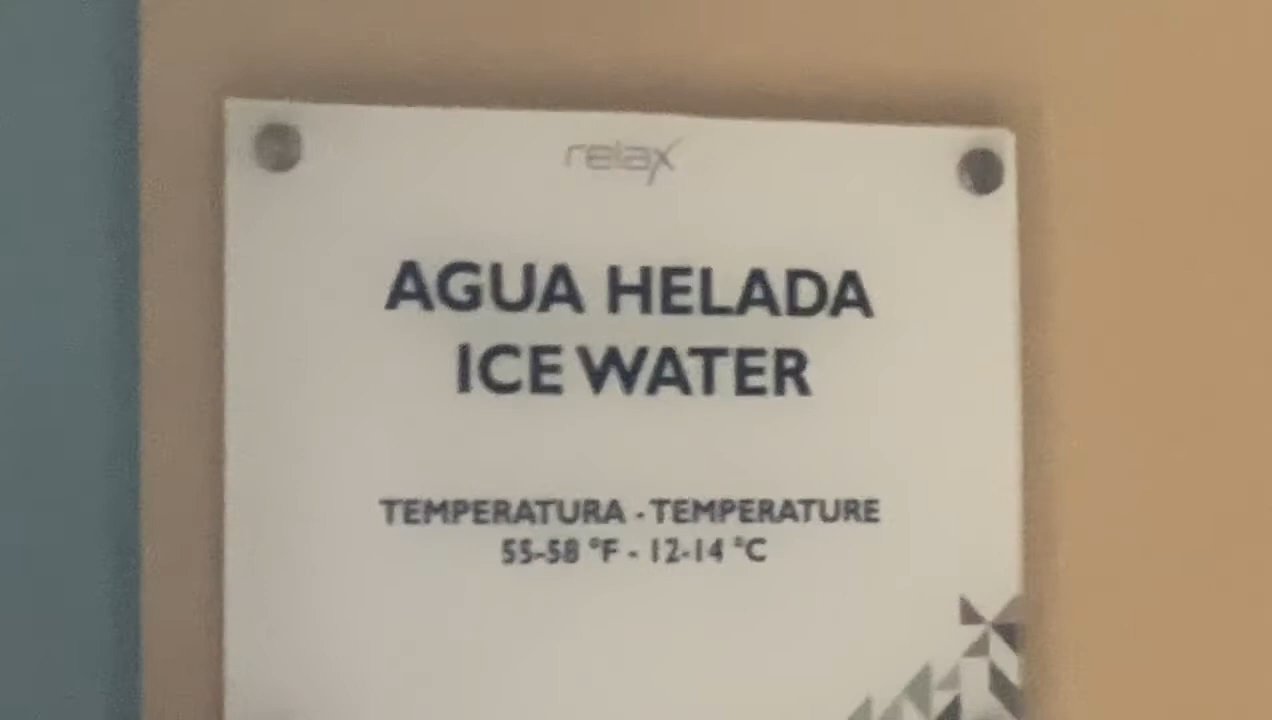 relax
AGUA HELADA
ICE WATER
TEMPERATURA - TEMPERATURE
55-58 °F - 12-14 °C